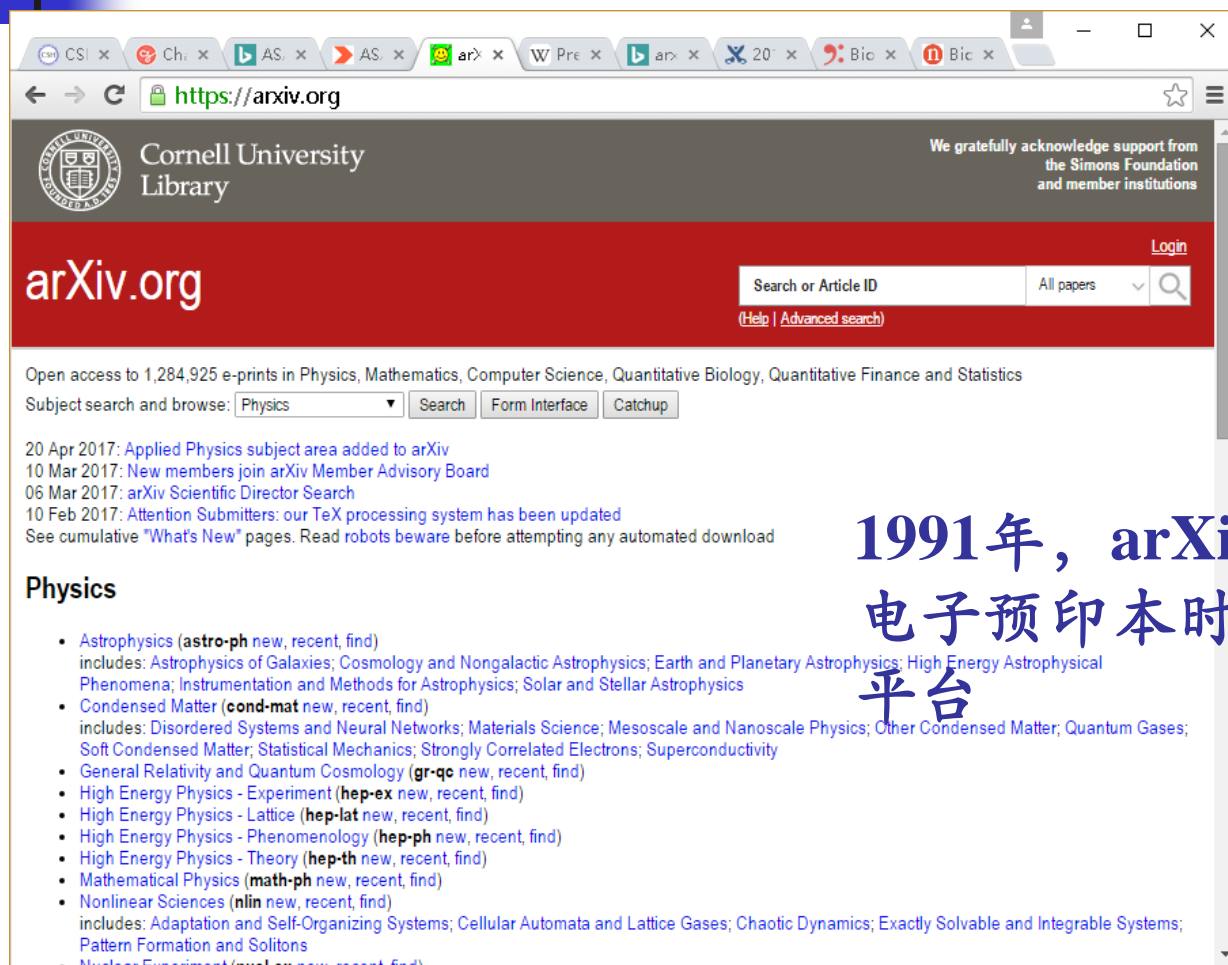 CSI
Cha
AS.
AS.
arX
Pre
arx
20
Bio
Bio
https://arxiv.org
Cornell University
Library
We gratefully acknowledge support from
the Simons Foundation
and member institutions
Login
arXiv.org
Search or Article ID
All papers
(Help | Advanced search)
Open access to 1,284,925 e-prints in Physics, Mathematics, Computer Science, Quantitative Biology, Quantitative Finance and Statistics
Subject search and browse: Physics Search Form Interface Catchup
20 Apr 2017: Applied Physics subject area added to arXiv
10 Mar 2017: New members join arXiv Member Advisory Board
06 Mar 2017: arXiv Scientific Director Search
10 Feb 2017: Attention Submitters: our TeX processing system has been updated
See cumulative "What's New" pages. Read robots beware before attempting any automated download
1991年，arXi
电子预印本时
平台
Physics
• Astrophysics (astro-ph new, recent, find)
includes: Astrophysics of Galaxies; Cosmology and Nongalactic Astrophysics; Earth and Planetary Astrophysics; High Energy Astrophysical
Phenomena; Instrumentation and Methods for Astrophysics; Solar and Stellar Astrophysics
• Condensed Matter (cond-mat new, recent, find)
includes: Disordered Systems and Neural Networks; Materials Science; Mesoscale and Nanoscale Physics; Other Condensed Matter; Quantum Gases;
Soft Condensed Matter; Statistical Mechanics; Strongly Correlated Electrons; Superconductivity
• General Relativity and Quantum Cosmology (gr-qc new, recent, find)
• High Energy Physics - Experiment (hep-ex new, recent, find)
• High Energy Physics - Lattice (hep-lat new, recent, find)
• High Energy Physics - Phenomenology (hep-ph new, recent, find)
• High Energy Physics - Theory (hep-th new, recent, find)
• Mathematical Physics (math-ph new, recent, find)
• Nonlinear Sciences (nlin new, recent, find)
includes: Adaptation and Self-Organizing Systems; Cellular Automata and Lattice Gases; Chaotic Dynamics; Exactly Solvable and Integrable Systems;
Pattern Formation and Solitons
• Nuclear Experiment (nucl-ex new, recent, find)